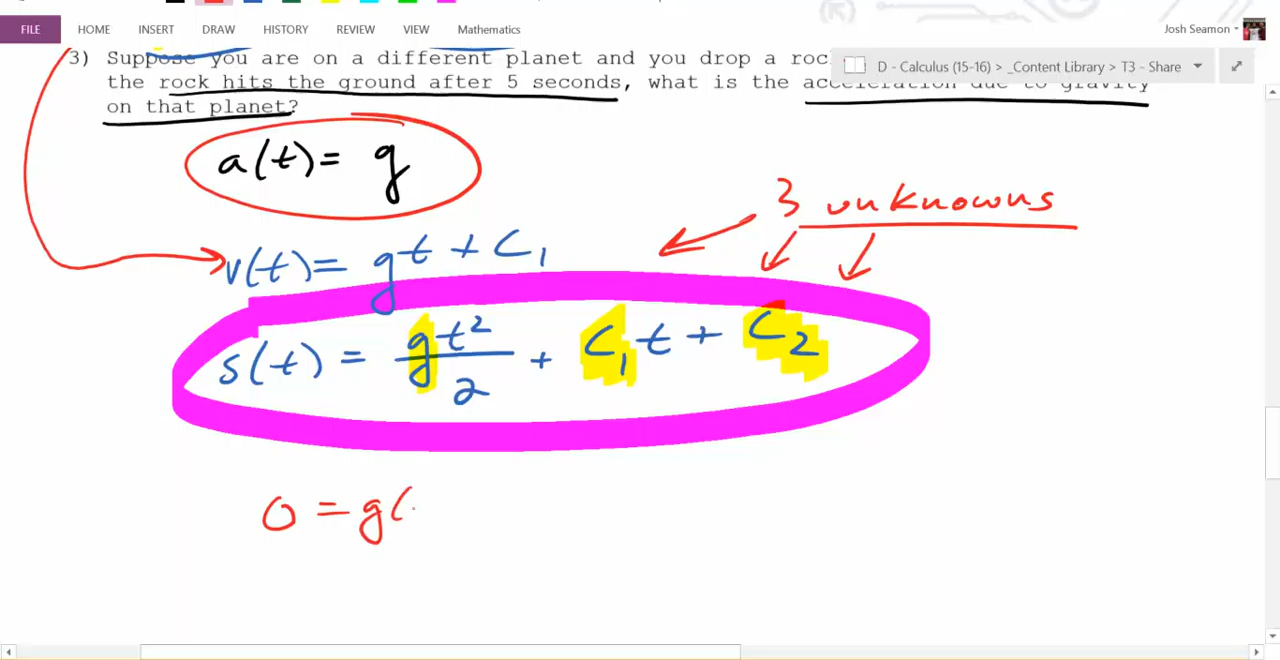 FILE HOME INSERT DRAW HISTORY REVIEW VIEW Mathematics Josh Seamon
3) Suppose you are on a different planet and you drop a roc
D - Calculus (15-16) > _Content Library > T3 - Share
the rock hits the ground after 5 seconds, what is the acceleration due to gravity
on that planet?
a(t)= g
3 unknowns
v(t)= gt + C₁
s(t) = gt²/2 + C₁t + C₂
0 = g(